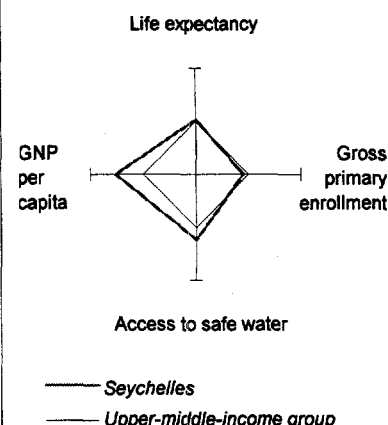 Life expectancy
GNP
per
capita
Gross
primary
enrollment
Access to safe water
Seychelles
Upper-middle-income group